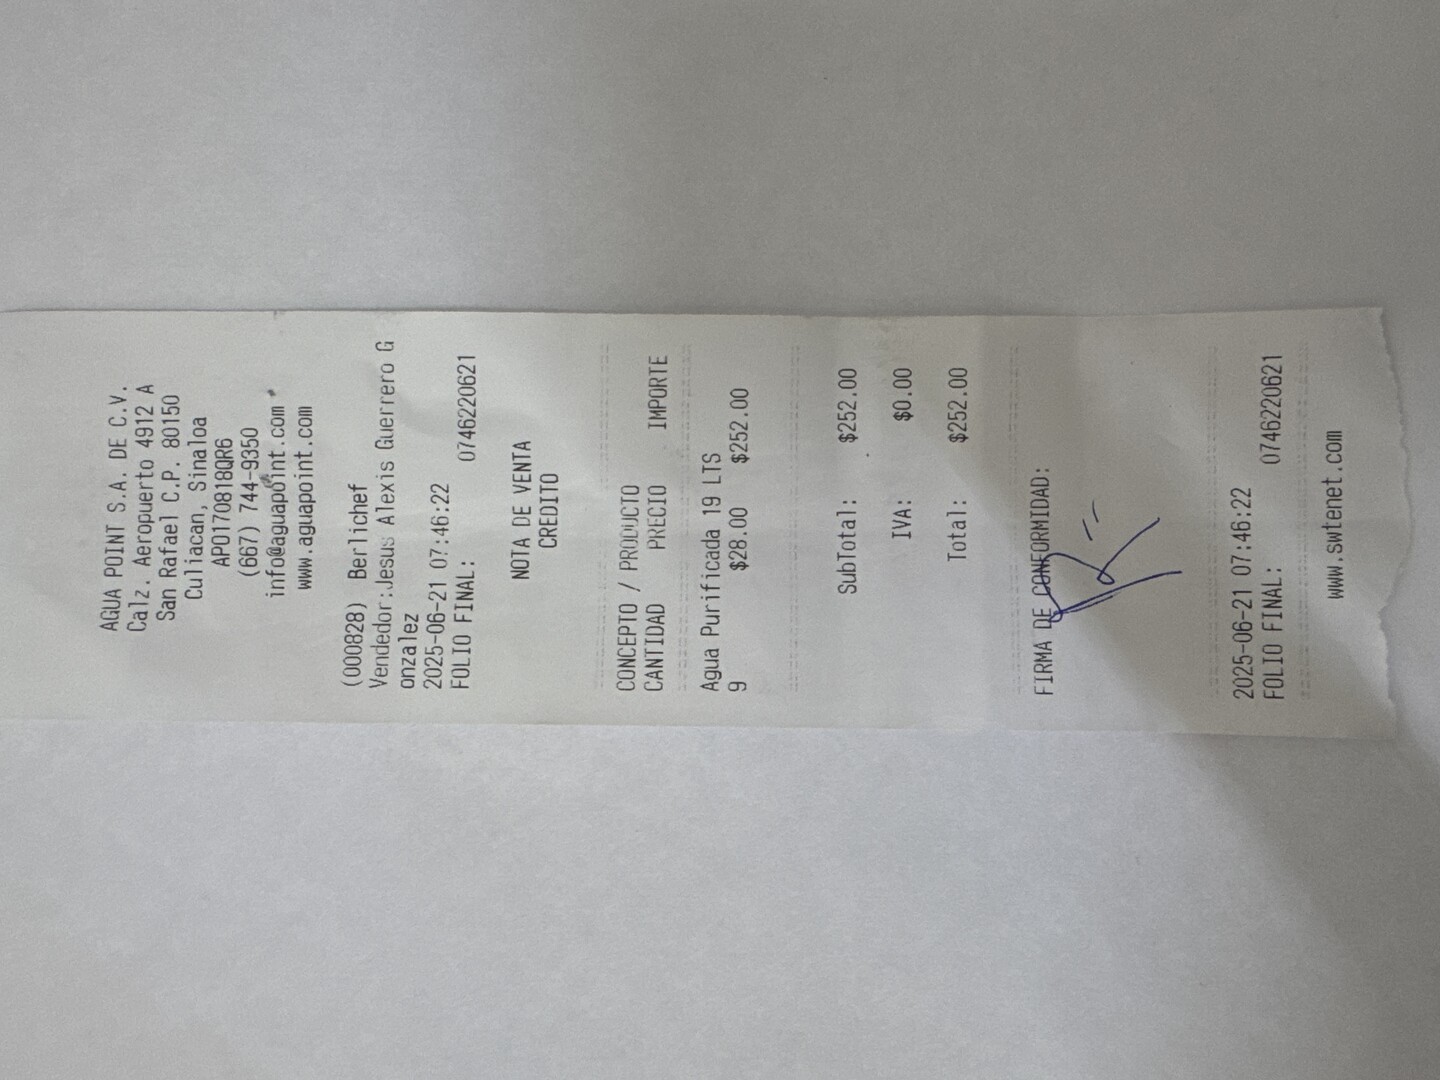 AGUA POINT S.A. DE C.V.
Calz. Aeropuerto 4912 A
San Rafael C.P. 80150
Culiacan, Sinaloa
APO170818QR6
(667) 744-9350
info@aguapoint.com
www.aguapoint.com
(000828) Berlichef
Vendedor:Jesus Alexis Guerrero G
onzalez
2025-06-21 07:46:22
FOLIO FINAL: 0746220621
NOTA DE VENTA
CREDITO
CONCEPTO / PRODUCTO
CANTIDAD PRECIO IMPORTE
Agua Purificada 19 LTS
9 $28.00 $252.00
SubTotal: $252.00
IVA: $0.00
Total: $252.00
FIRMA DE CONFORMIDAD:
2025-06-21 07:46:22
FOLIO FINAL: 0746220621
www.swtenet.com